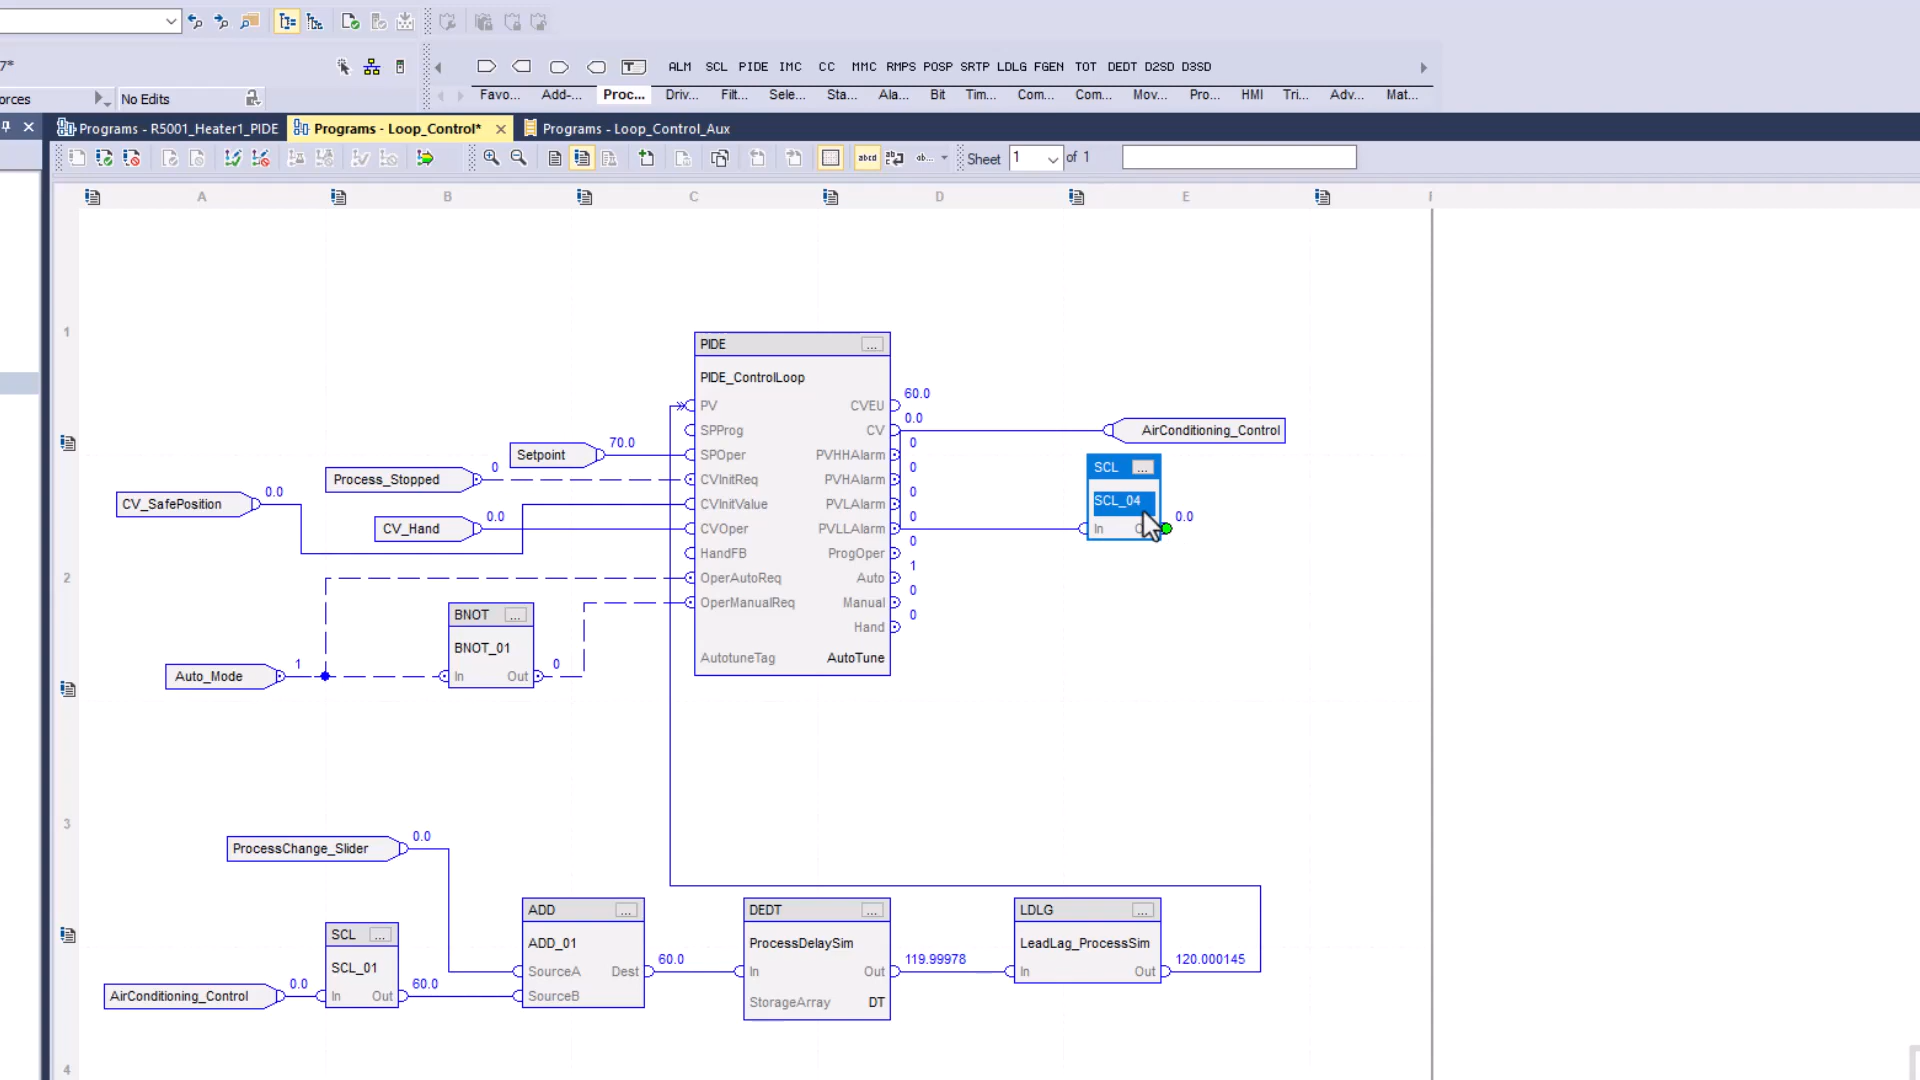 7*
ALM SCL PIDE IMC CC MMC RMPS POSP SRTP LDLG FGEN TOT DEDT D2SD D3SD
orces No Edits
Favo... Add-... Proc... Driv... Filt... Sele... Sta... Ala... Bit Tim... Com... Com... Mov... Pro... HMI Tri... Adv... Mat...
Programs - R5001_Heater1_PIDE
Programs - Loop_Control*
Programs - Loop_Control_Aux
abcd ab...
Sheet 1 of 1
A B C D E
1
PIDE ...
PIDE_ControlLoop
60.0
PV CVEU
0.0
SPProg CV
AirConditioning_Control
Setpoint 70.0
0
SPOper PVHHAlarm
SCL ...
Process_Stopped 0
0
CVInitReq PVHAlarm
CV_SafePosition 0.0
0
CVInitValue PVLAlarm
SCL_04
CV_Hand 0.0
0
CVOper PVLLAlarm
In O 0.0
0
HandFB ProgOper
2
1
OperAutoReq Auto
0
OperManualReq Manual
0
Hand
BNOT ...
BNOT_01
AutotuneTag AutoTune
Auto_Mode 1
In Out 0
3
ProcessChange_Slider 0.0
SCL ...
SCL_01
AirConditioning_Control 0.0
In Out 60.0
ADD ...
ADD_01
SourceA Dest 60.0
SourceB
DEDT ...
ProcessDelaySim
In Out 119.99978
StorageArray DT
LDLG ...
LeadLag_ProcessSim
In Out 120.000145
4